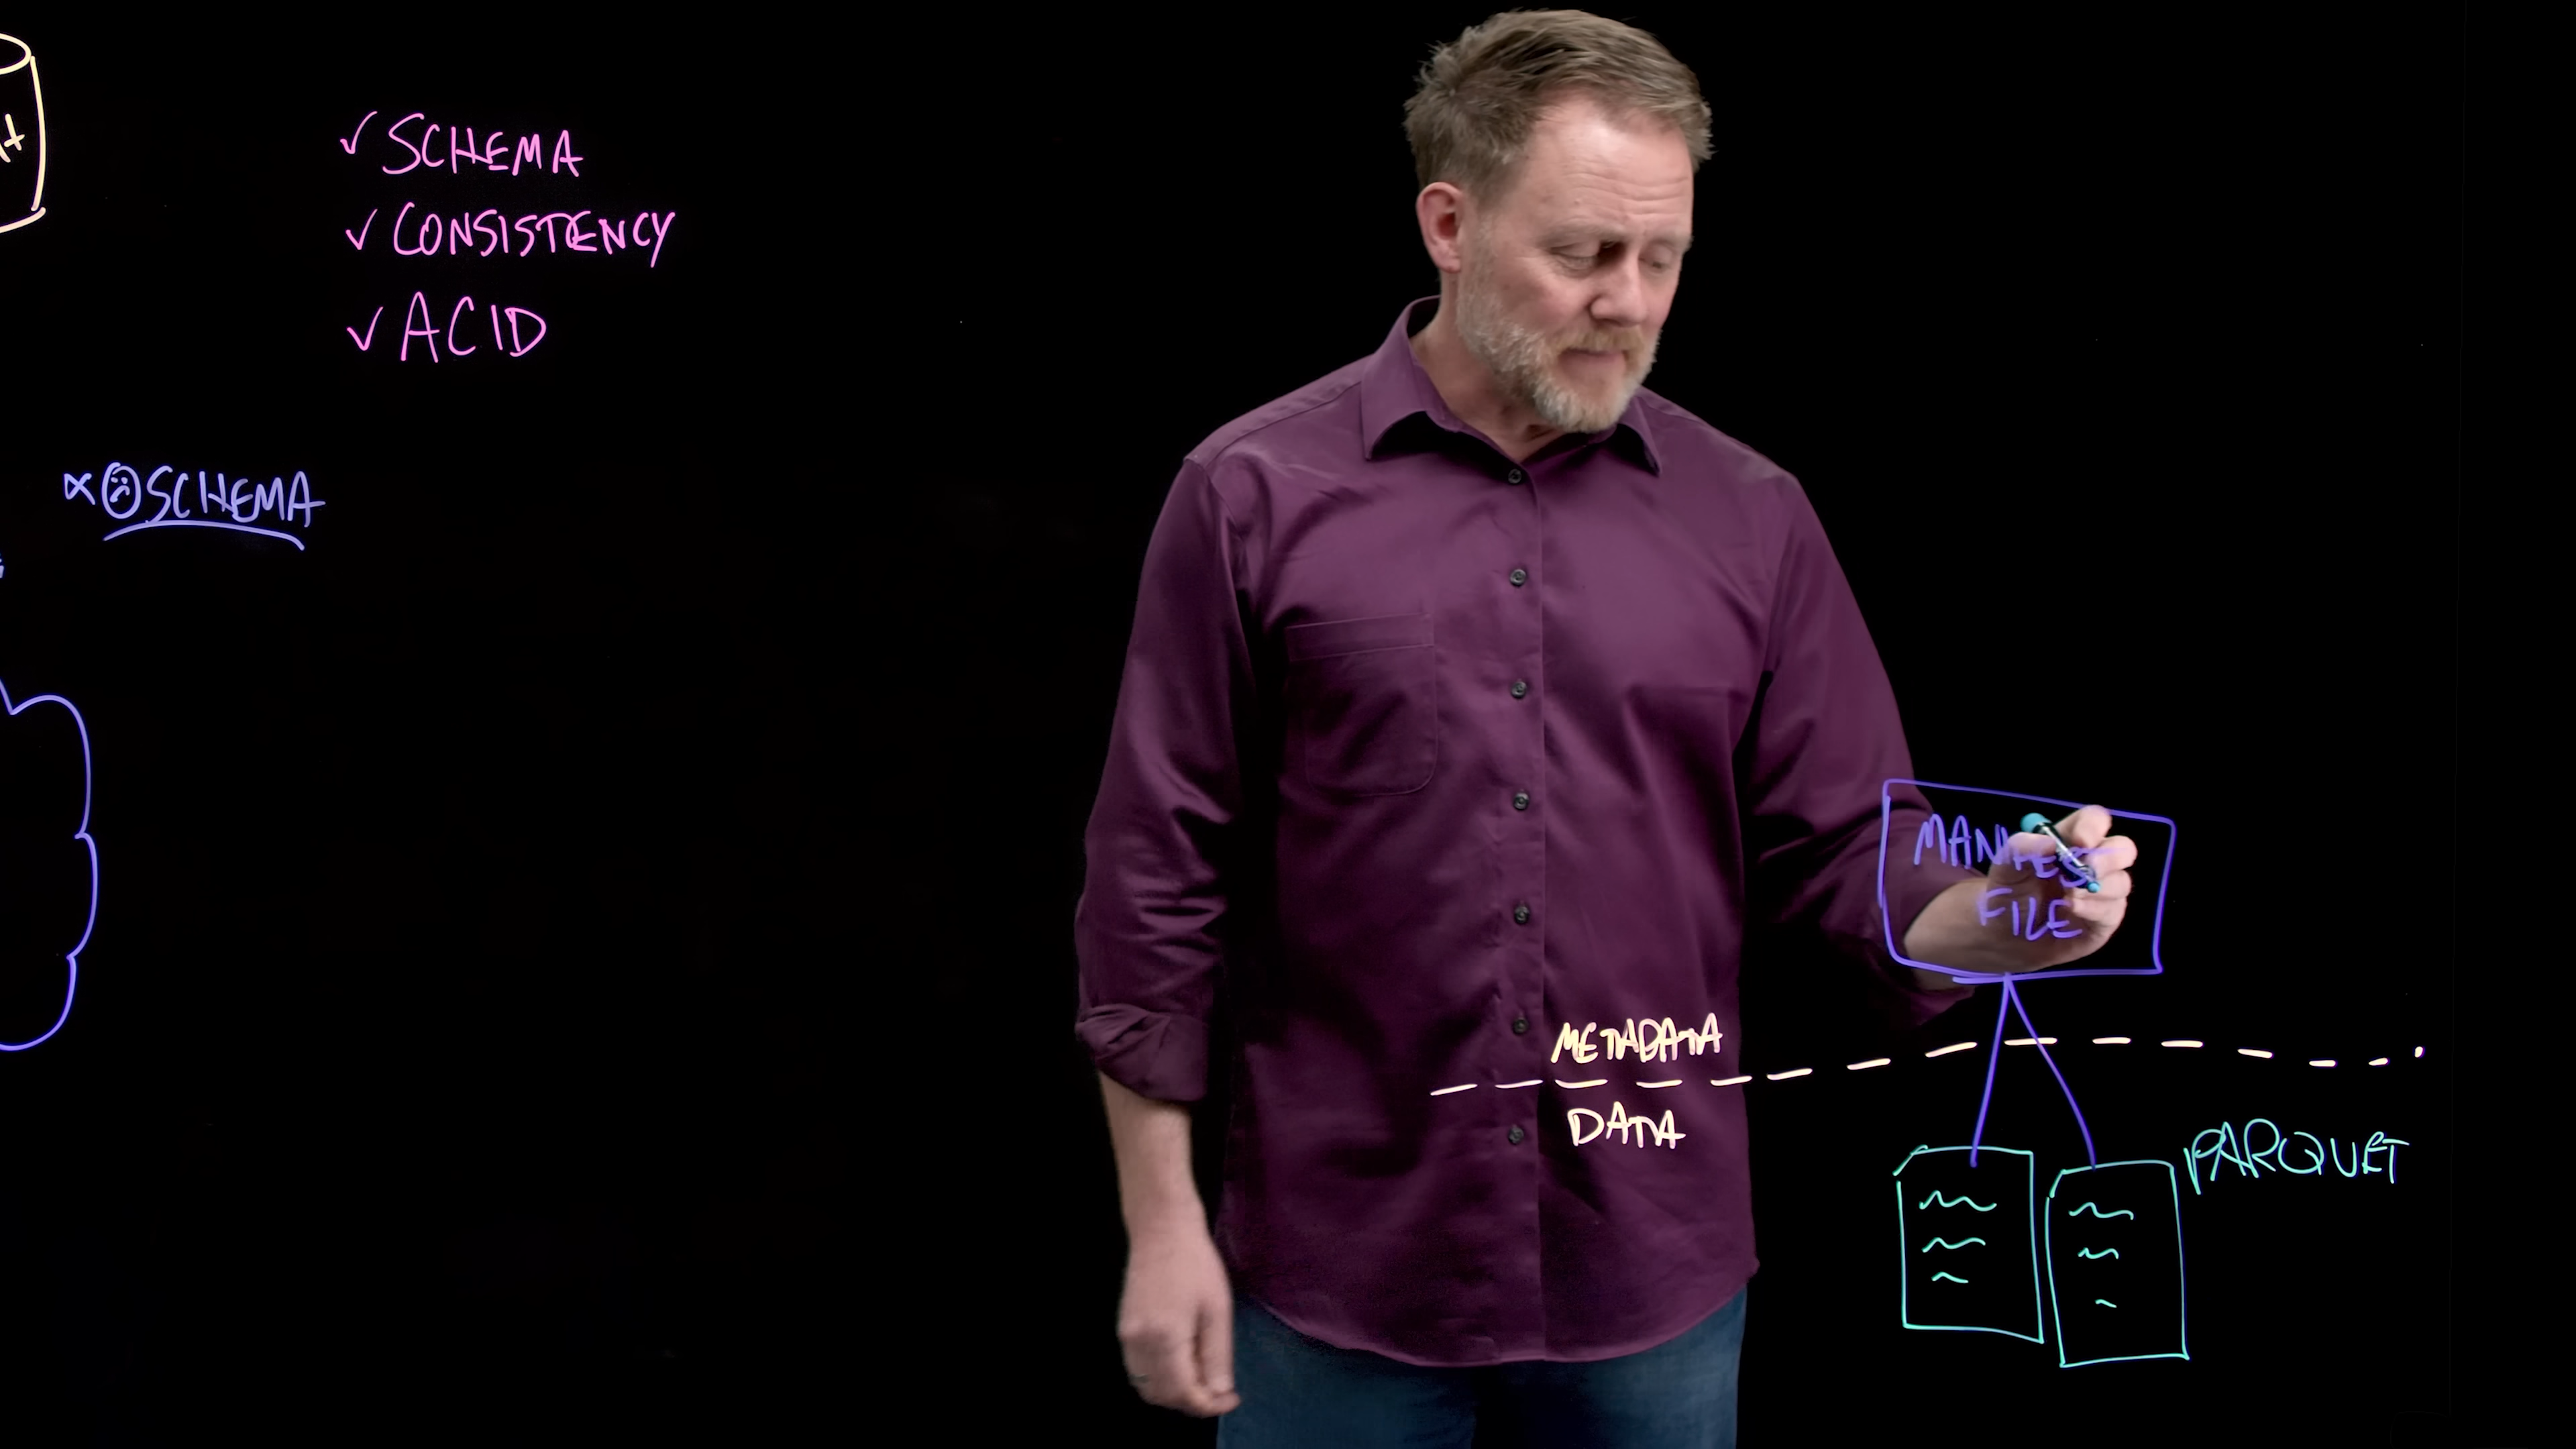 ✓ SCHEMA
✓ CONSISTENCY
✓ ACID
× ☹ SCHEMA
MANIFEST
FILE
METADATA
DATA
PARQUET